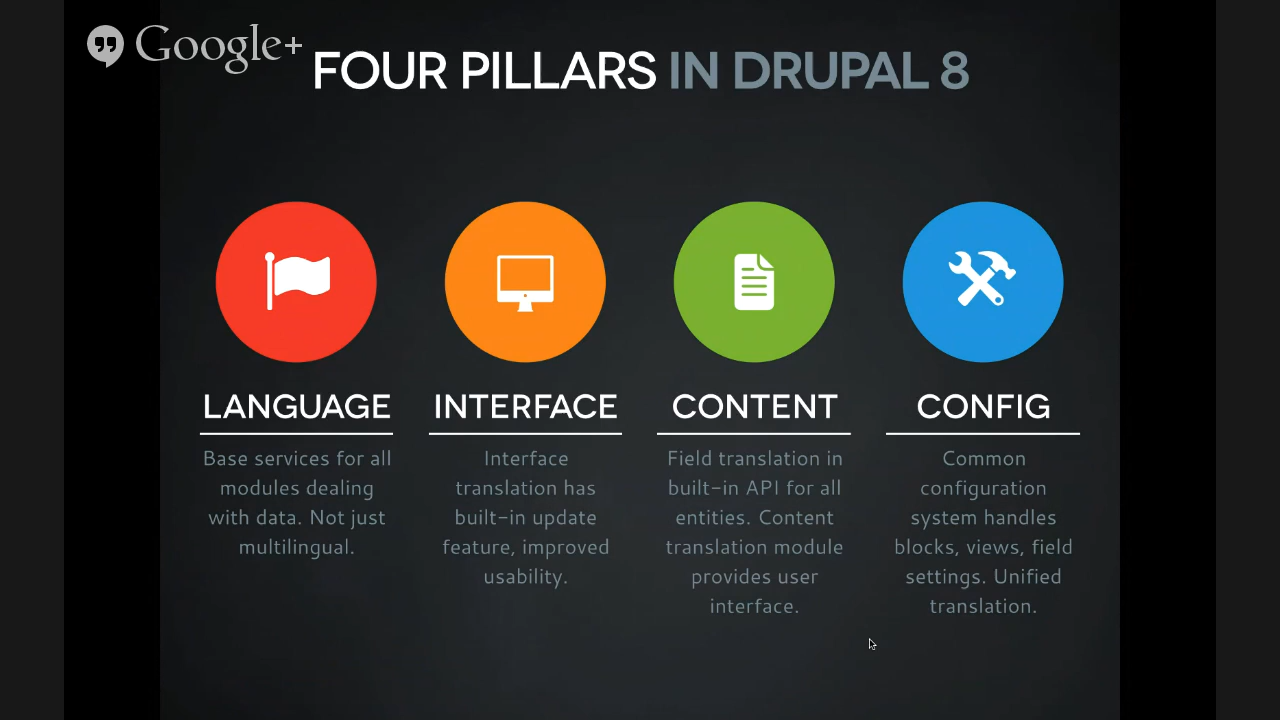 Google+
FOUR PILLARS IN DRUPAL 8
LANGUAGE
Base services for all
modules dealing
with data. Not just
multilingual.
INTERFACE
Interface
translation has
built-in update
feature, improved
usability.
CONTENT
Field translation in
built-in API for all
entities. Content
translation module
provides user
interface.
CONFIG
Common
configuration
system handles
blocks, views, field
settings. Unified
translation.